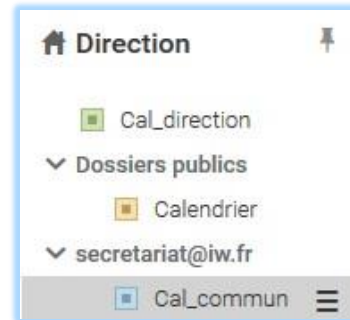 Direction
Cal_direction
Dossiers publics
Calendrier
secretariat@iw.fr
Cal_commun